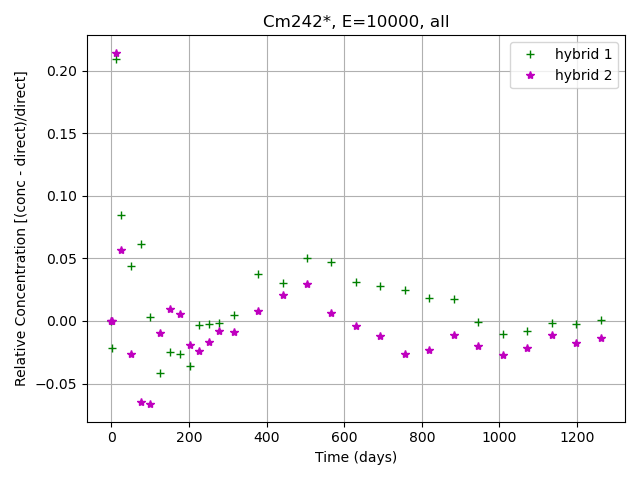 Cm242*, E=10000, all
hybrid 1
hybrid 2
Relative Concentration [(conc - direct)/direct]
0.20
0.15
0.10
0.05
0.00
−0.05
0 200 400 600 800 1000 1200
Time (days)